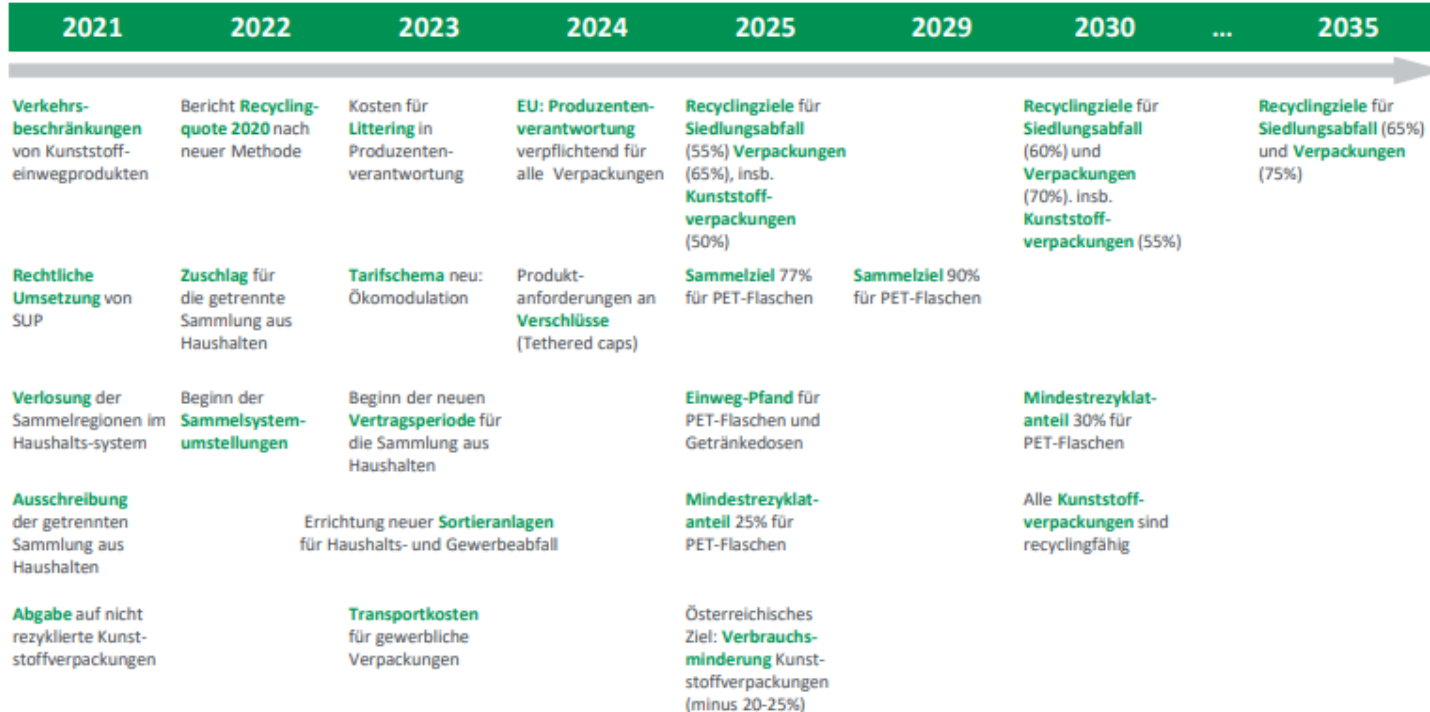 2021 2022 2023 2024 2025 2029 2030 ... 2035
Verkehrs-
beschränkungen
von Kunststoff-
einwegprodukten
Bericht Recycling-
quote 2020 nach
neuer Methode
Kosten für
Littering in
Produzenten-
verantwortung
EU: Produzenten-
verantwortung
verpflichtend für
alle Verpackungen
Recyclingziele für
Siedlungsabfall
(55%) Verpackungen
(65%), insb.
Kunststoff-
verpackungen
(50%)
Recyclingziele für
Siedlungsabfall
(60%) und
Verpackungen
(70%). insb.
Kunststoff-
verpackungen (55%)
Recyclingziele für
Siedlungsabfall (65%)
und Verpackungen
(75%)
Rechtliche
Umsetzung von
SUP
Zuschlag für
die getrennte
Sammlung aus
Haushalten
Tarifschema neu:
Ökomodulation
Produkt-
anforderungen an
Verschlüsse
(Tethered caps)
Sammelziel 77%
für PET-Flaschen
Sammelziel 90%
für PET-Flaschen
Verlosung der
Sammelregionen im
Haushalts-system
Beginn der
Sammelsystem-
umstellungen
Beginn der neuen
Vertragsperiode für
die Sammlung aus
Haushalten
Einweg-Pfand für
PET-Flaschen und
Getränkedosen
Mindestrezyklat-
anteil 30% für
PET-Flaschen
Ausschreibung
der getrennten
Sammlung aus
Haushalten
Errichtung neuer Sortieranlagen
für Haushalts- und Gewerbeabfall
Mindestrezyklat-
anteil 25% für
PET-Flaschen
Alle Kunststoff-
verpackungen sind
recyclingfähig
Abgabe auf nicht
rezyklierte Kunst-
stoffverpackungen
Transportkosten
für gewerbliche
Verpackungen
Österreichisches
Ziel: Verbrauchs-
minderung Kunst-
stoffverpackungen
(minus 20-25%)